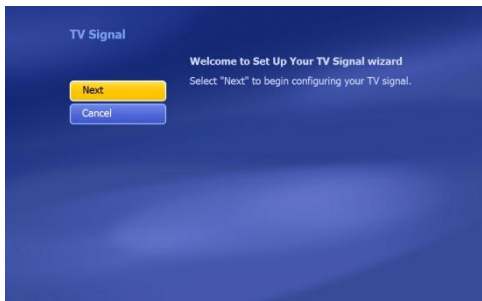 TV Signal
Welcome to Set Up Your TV Signal wizard
Select "Next" to begin configuring your TV signal.
Next
Cancel